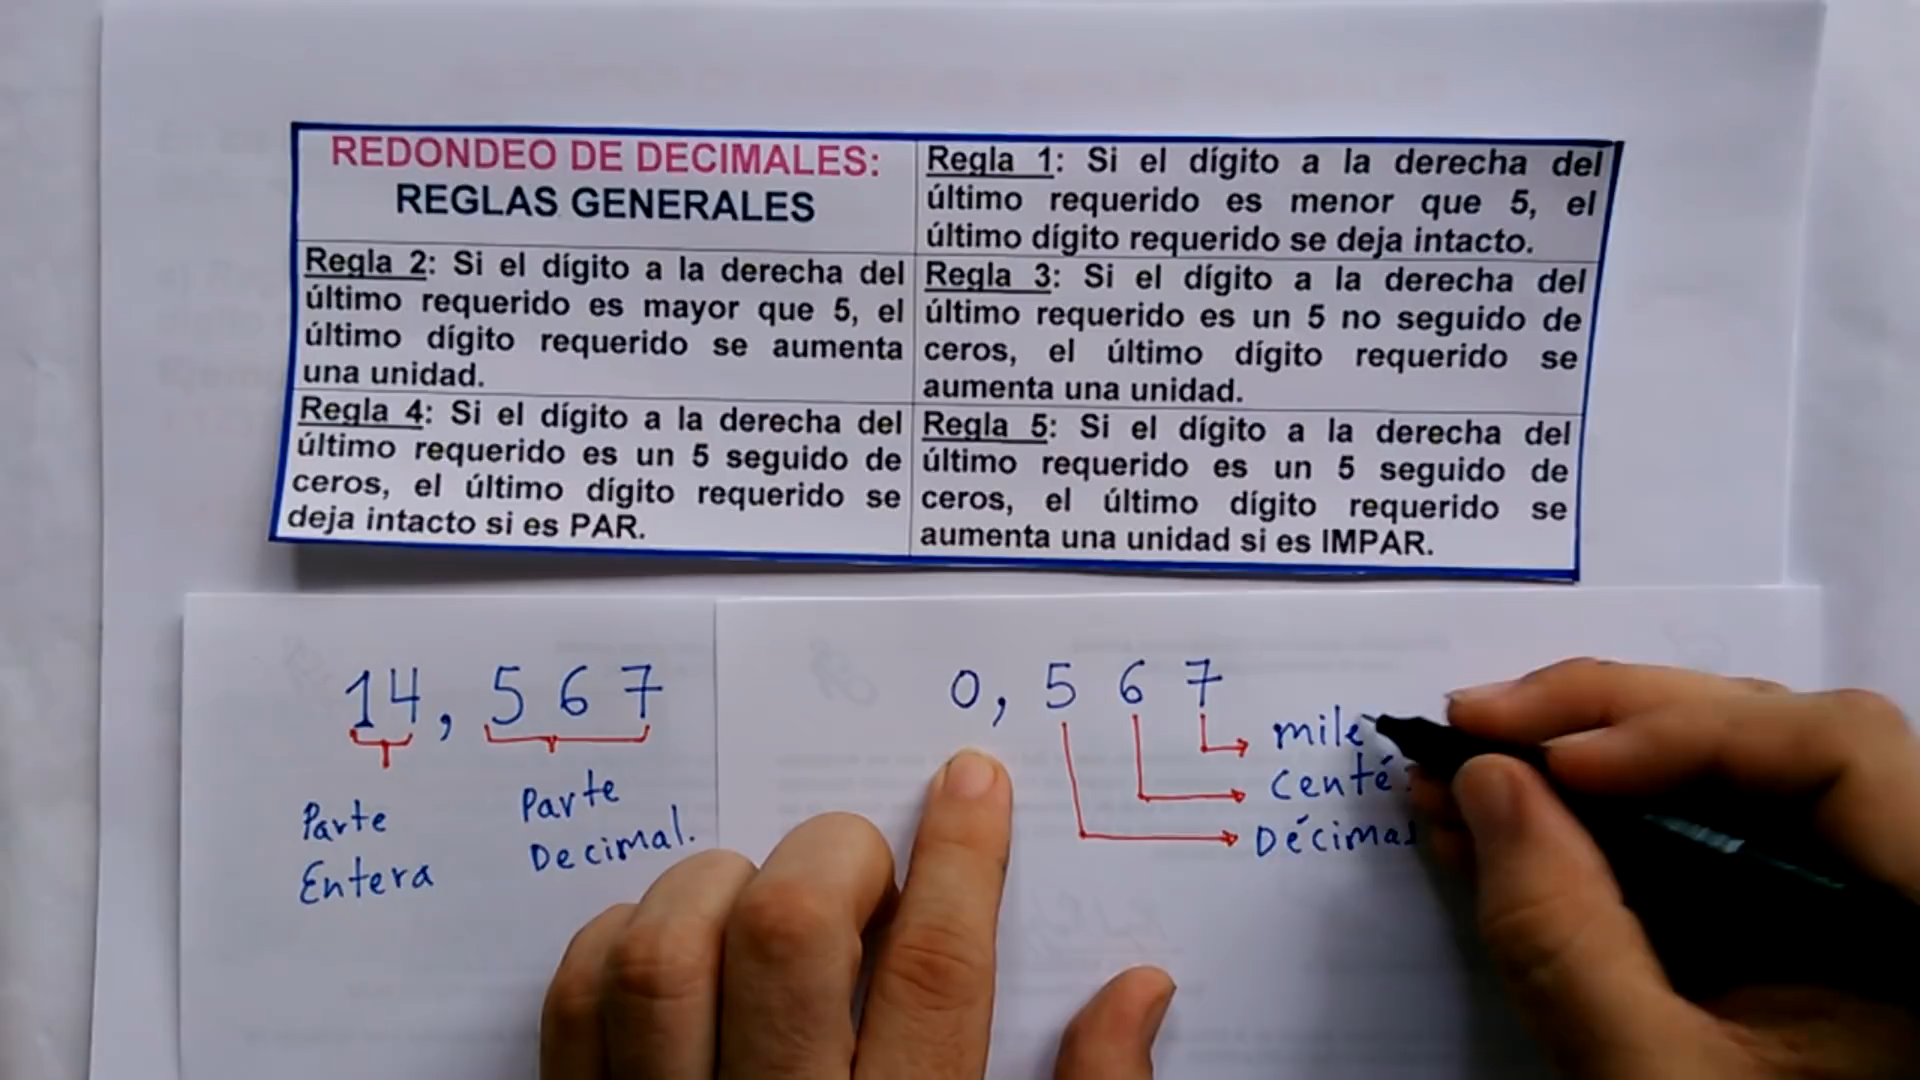 REDONDEO DE DECIMALES:
REGLAS GENERALES
Regla 1: Si el dígito a la derecha del
último requerido es menor que 5, el
último dígito requerido se deja intacto.
Regla 2: Si el dígito a la derecha del
último requerido es mayor que 5, el
último dígito requerido se aumenta
una unidad.
Regla 3: Si el dígito a la derecha del
último requerido es un 5 no seguido de
ceros, el último dígito requerido se
aumenta una unidad.
Regla 4: Si el dígito a la derecha del
último requerido es un 5 seguido de
ceros, el último dígito requerido se
deja intacto si es PAR.
Regla 5: Si el dígito a la derecha del
último requerido es un 5 seguido de
ceros, el último dígito requerido se
aumenta una unidad si es IMPAR.
14,567
Parte
Entera
Parte
Decimal.
0,567
mile
Centé
Décimas